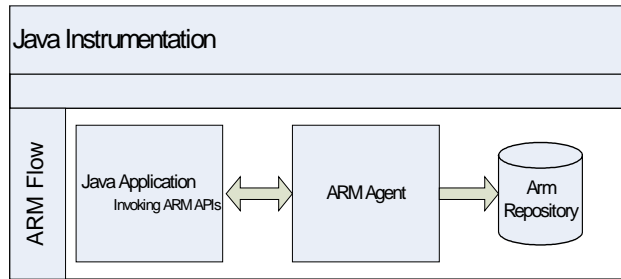 Java Instrumentation
ARM Flow
Java Application
Invoking ARM APIs
ARM Agent
Arm
Repository